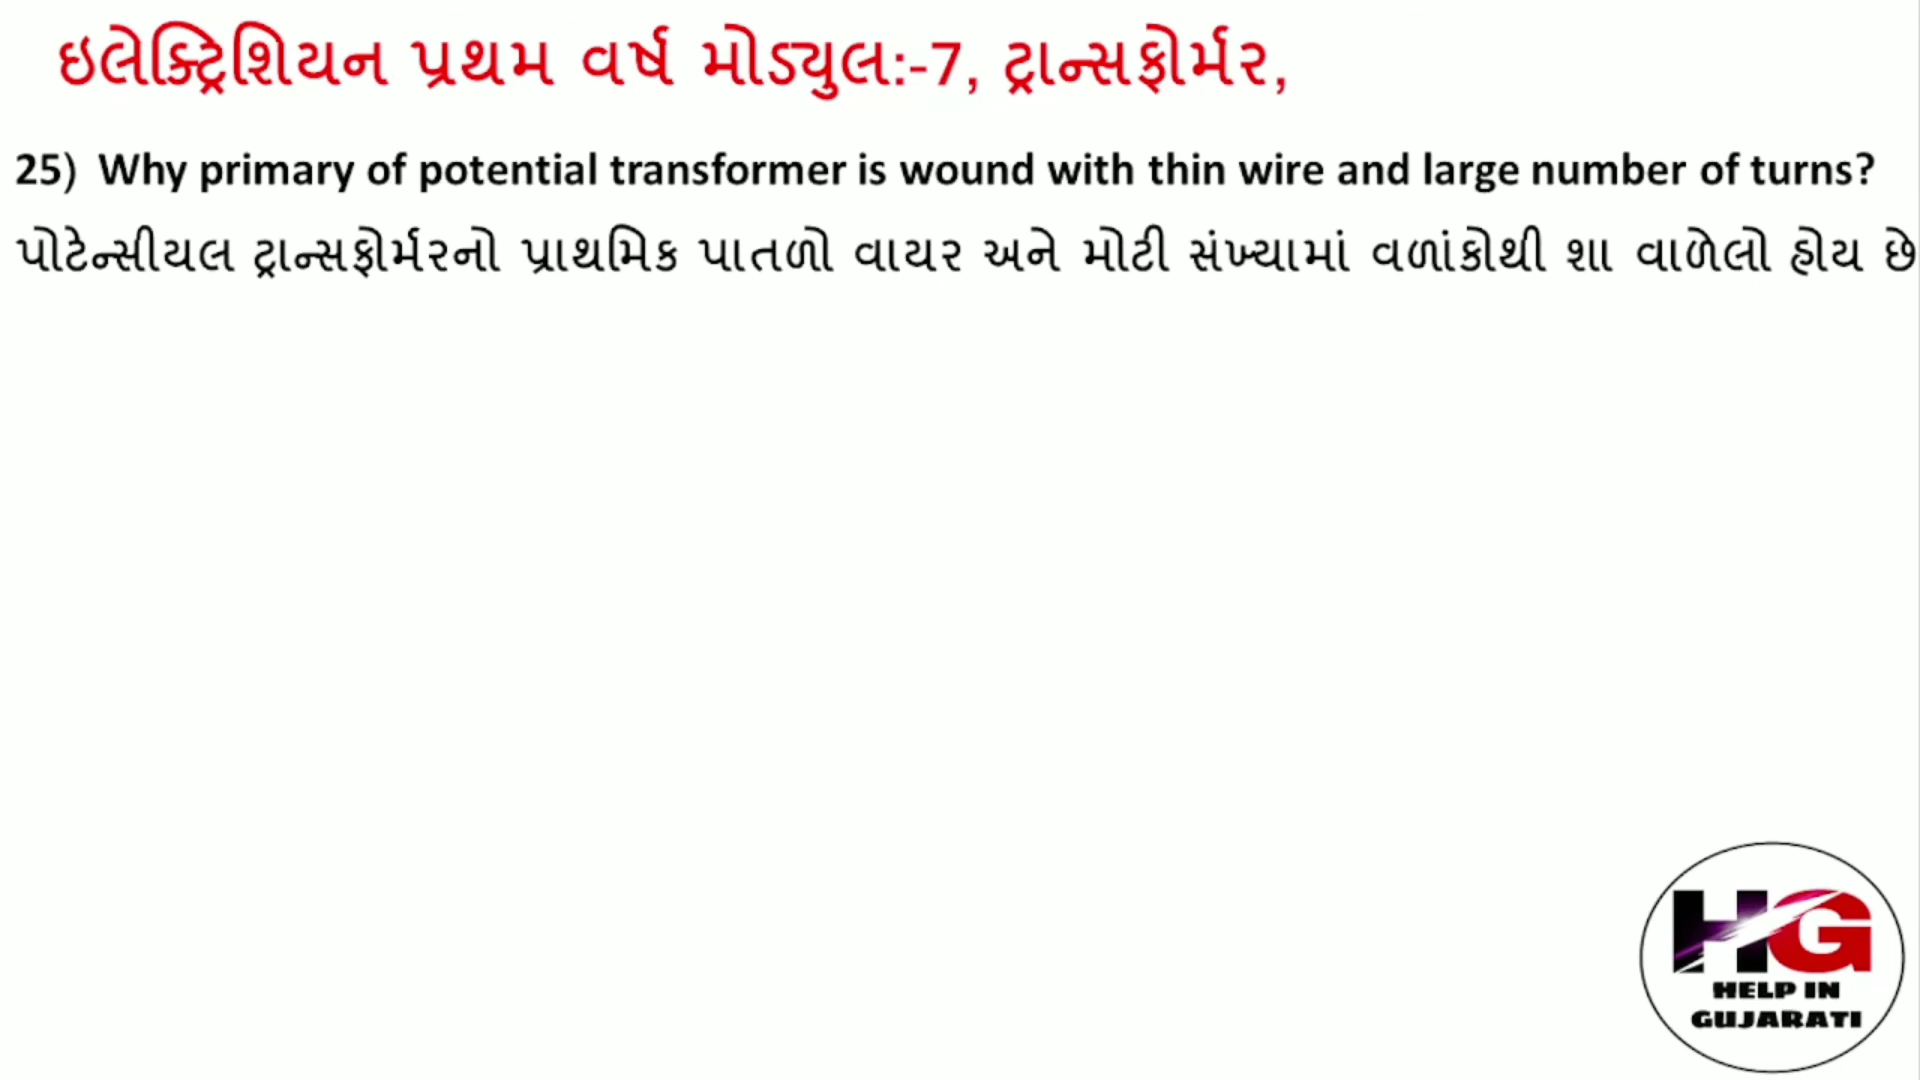 ઇલેક્ટ્રિશિયન પ્રથમ વર્ષ મોડ્યુલ:-7, ટ્રાન્સફોર્મર,
25) Why primary of potential transformer is wound with thin wire and large number of turns?
પોટેન્સીયલ ટ્રાન્સફોર્મરનો પ્રાથમિક પાતળો વાયર અને મોટી સંખ્યામાં વળાંકોથી શા વાળેલો હોય છે
HG
HELP IN
GUJARATI